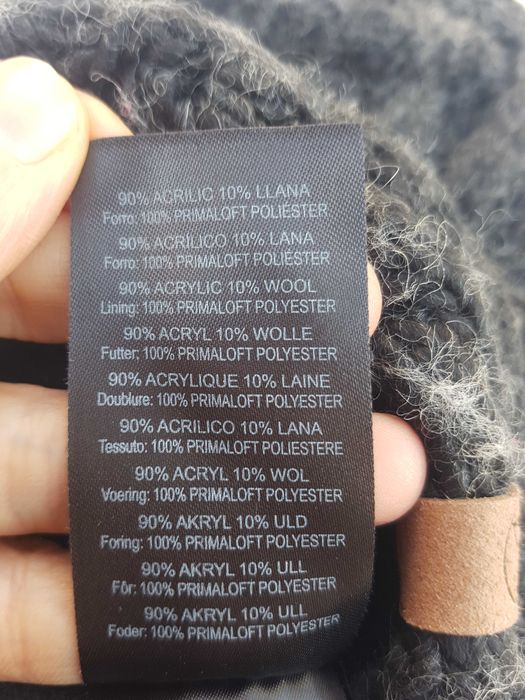 90% ACRILIC 10% LLANA
Forro: 100% PRIMALOFT POLIÉSTER
90% ACRÍLICO 10% LANA
Forro: 100% PRIMALOFT POLIÉSTER
90% ACRYLIC 10% WOOL
Lining: 100% PRIMALOFT POLYESTER
90% ACRYL 10% WOLLE
Futter: 100% PRIMALOFT POLYESTER
90% ACRYLIQUE 10% LAINE
Doublure: 100% PRIMALOFT POLYESTER
90% ACRILICO 10% LANA
Tessuto: 100% PRIMALOFT POLIESTERE
90% ACRYL 10% WOL
Voering: 100% PRIMALOFT POLYESTER
90% AKRYL 10% ULD
Foring: 100% PRIMALOFT POLYESTER
90% AKRYL 10% ULL
Fôr: 100% PRIMALOFT POLYESTER
90% AKRYL 10% ULL
Foder: 100% PRIMALOFT POLYESTER